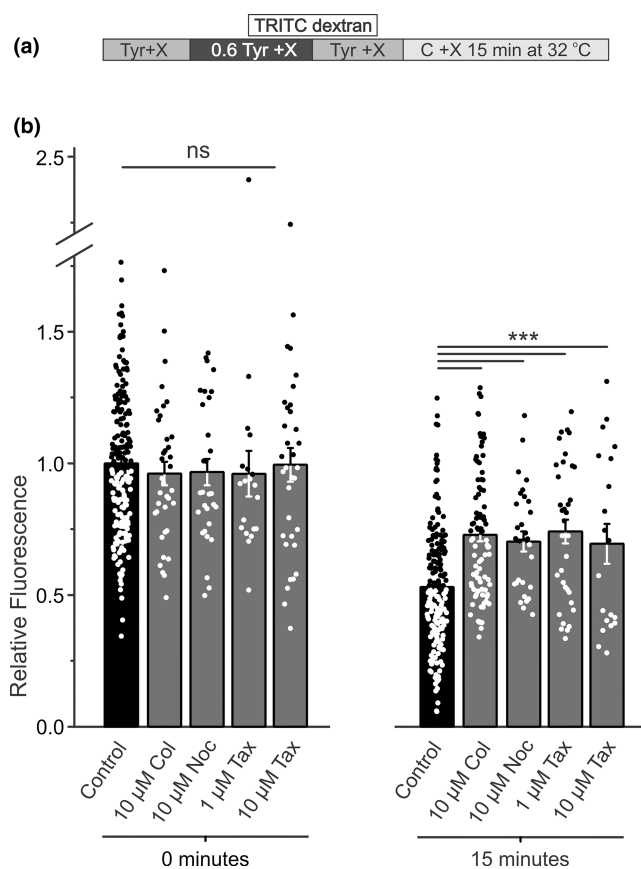 TRITC dextran
(a)
Tyr+X 0.6 Tyr +X Tyr +X C +X 15 min at 32 °C
(b)
2.5
ns
1.5
***
1.0
0.5
0.0
Relative Fluorescence
Control
10 µM Col
10 µM Noc
1 µM Tax
10 µM Tax
Control
10 µM Col
10 µM Noc
1 µM Tax
10 µM Tax
0 minutes
15 minutes